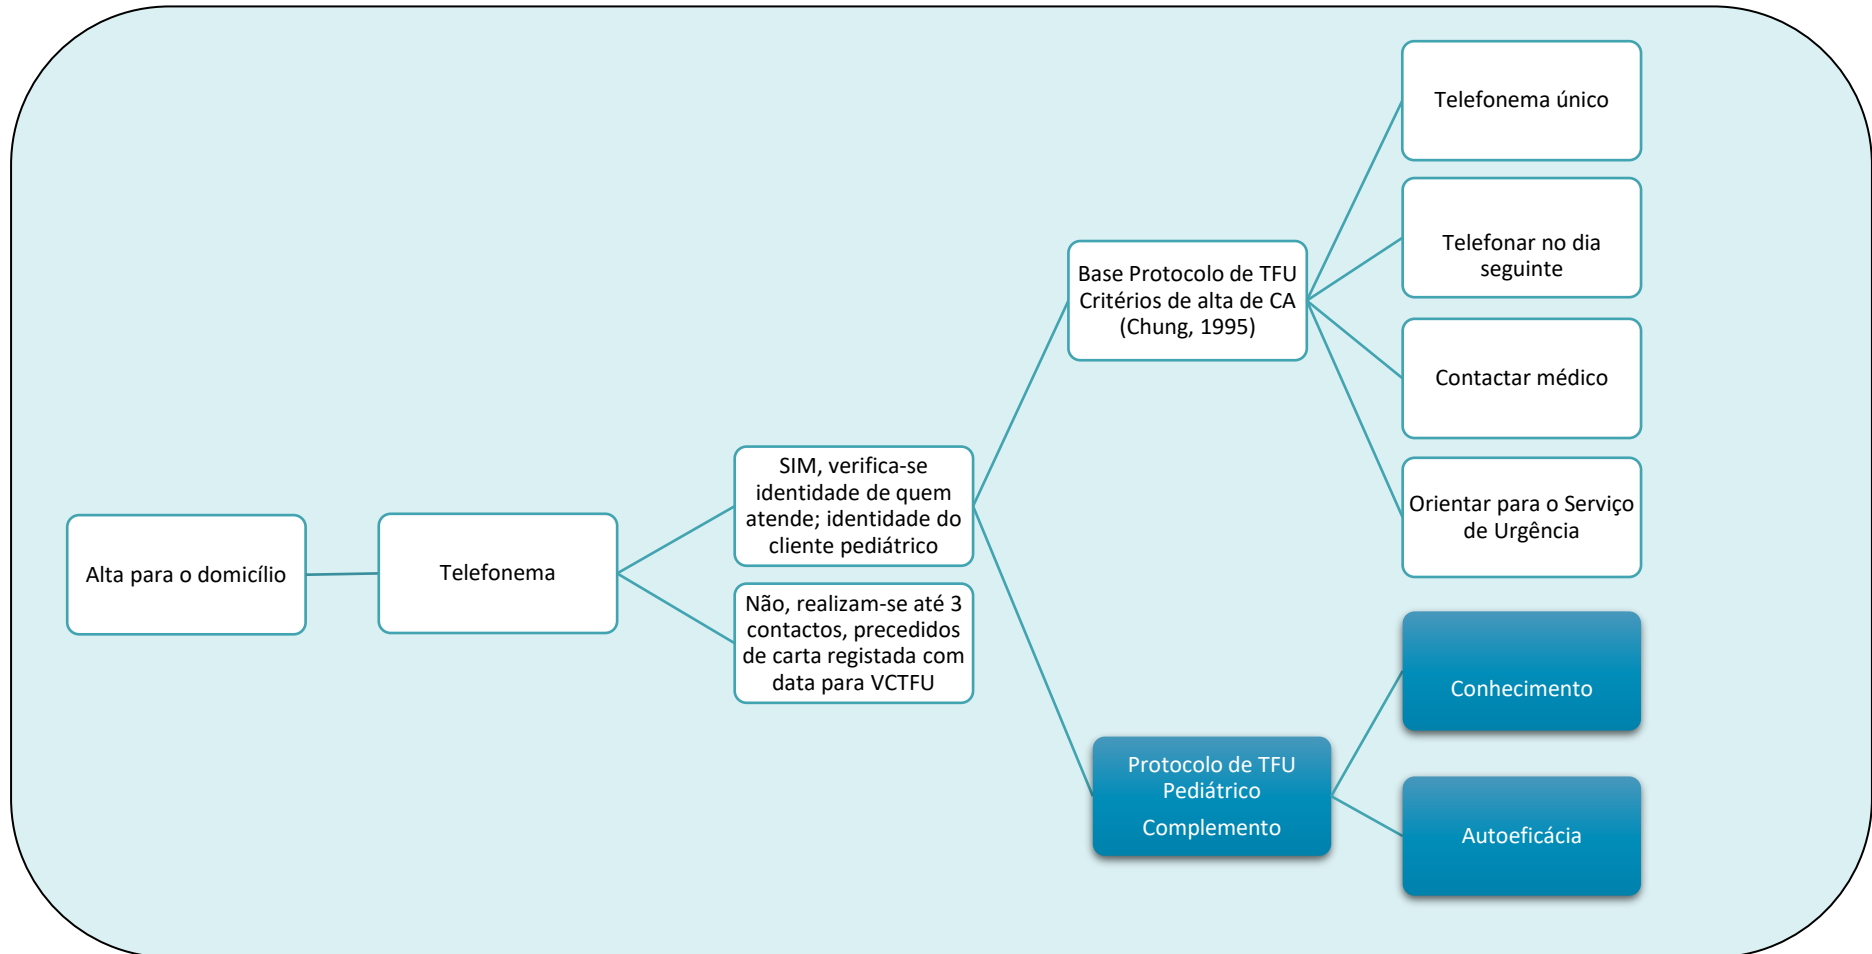 Alta para o domicílio
Telefonema
SIM, verifica-se
identidade de quem
atende; identidade do
cliente pediátrico
Não, realizam-se até 3
contactos, precedidos
de carta registada com
data para VCTFU
Base Protocolo de TFU
Critérios de alta de CA
(Chung, 1995)
Telefonema único
Telefonar no dia
seguinte
Contactar médico
Orientar para o Serviço
de Urgência
Protocolo de TFU
Pediátrico
Complemento
Conhecimento
Autoeficácia